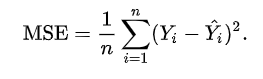 MSE = \frac{1}{n} \sum_{i=1}^{n} (Y_i - \hat{Y}_i)^2.